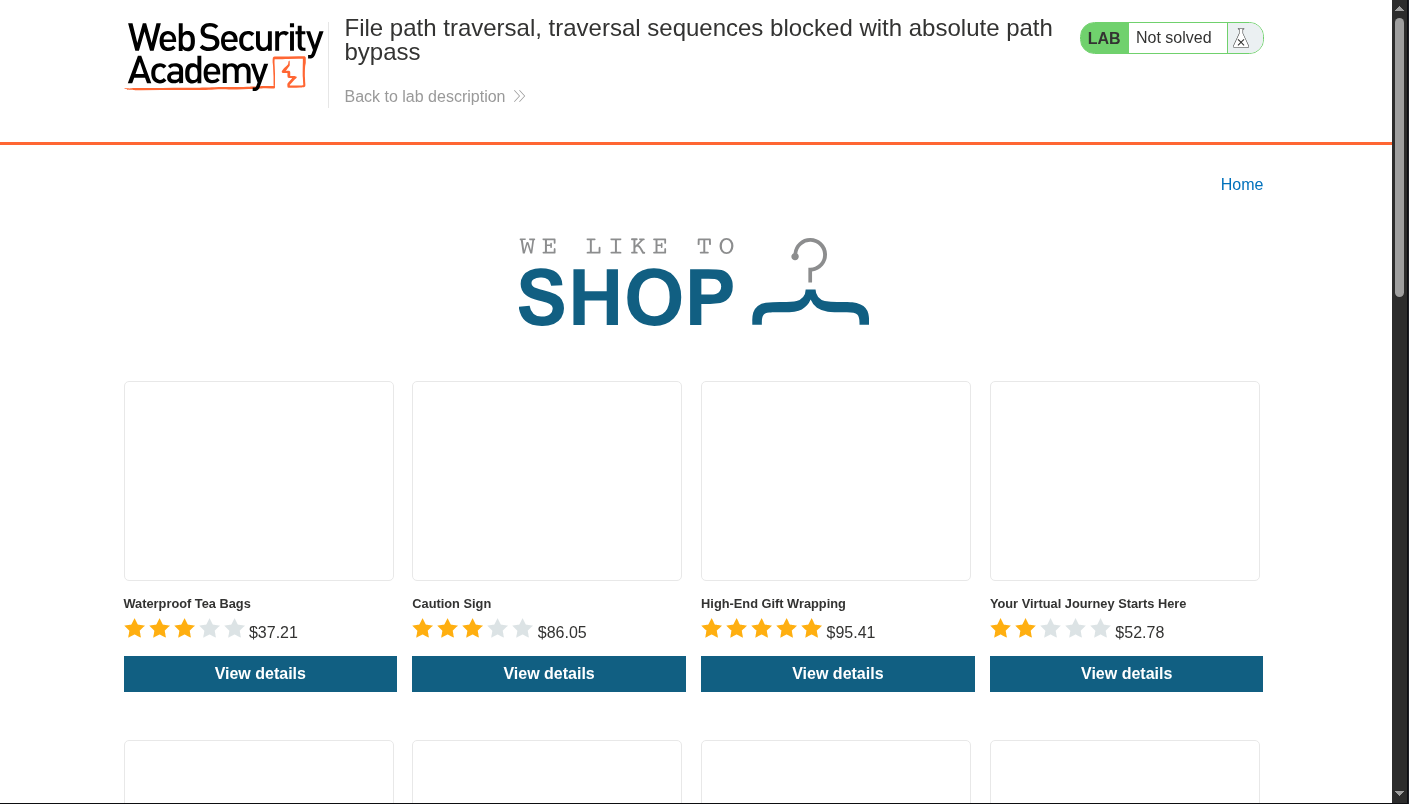 Web Security
Academy
File path traversal, traversal sequences blocked with absolute path
bypass
Back to lab description
LAB
Not solved
Home
WE LIKE TO
SHOP
Waterproof Tea Bags
$37.21
View details
Caution Sign
$86.05
View details
High-End Gift Wrapping
$95.41
View details
Your Virtual Journey Starts Here
$52.78
View details